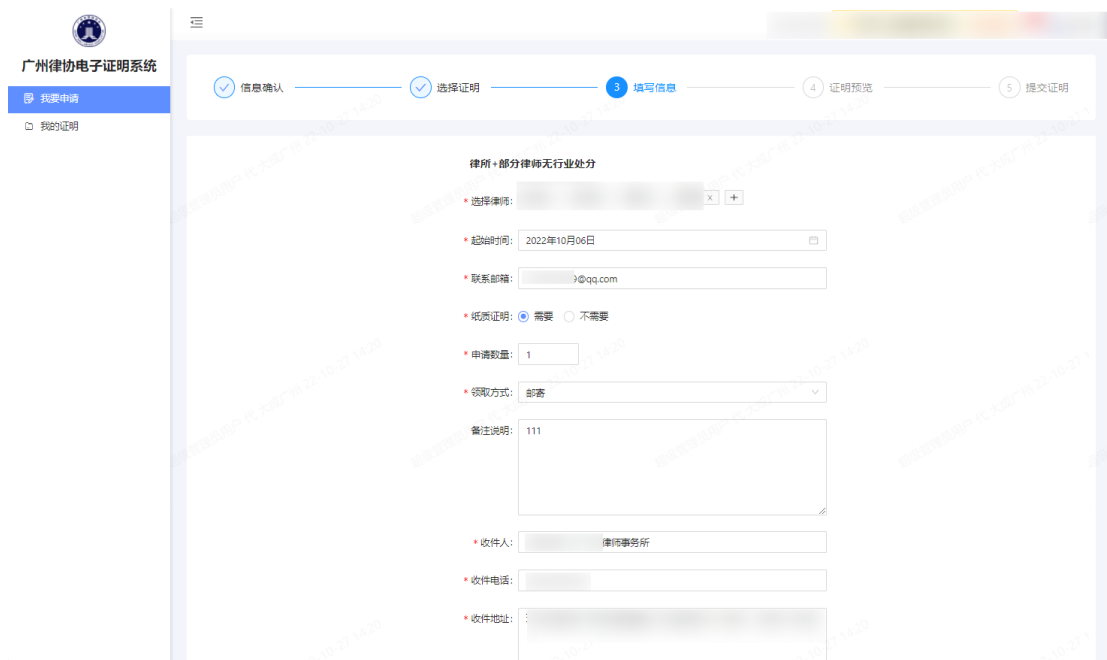 广州律协电子证明系统
我要申请
我的证明
信息确认
选择证明
3 填写信息
4 证明预览
5 提交证明
律所+部分律师无行业处分
* 选择律师: x +
* 起始时间: 2022年10月06日
* 联系邮箱: 9@qq.com
* 纸质证明: 需要 不需要
* 申请数量: 1
* 领取方式: 邮寄
备注说明: 111
* 收件人: 律师事务所
* 收件电话:
* 收件地址: